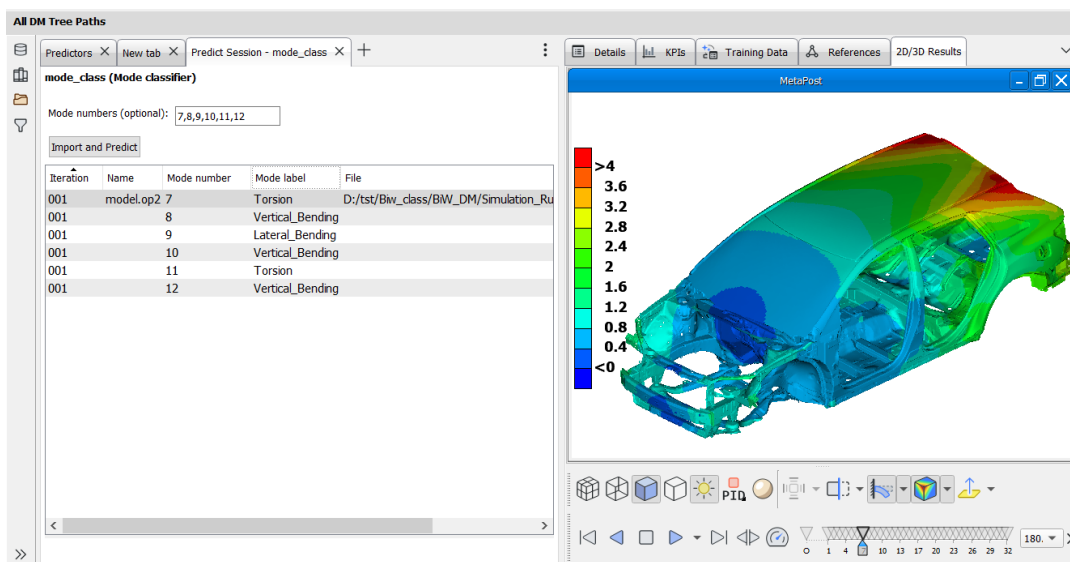 All DM Tree Paths
Predictors
New tab
Predict Session - mode_class
mode_class (Mode classifier)
Mode numbers (optional): 7,8,9,10,11,12
Import and Predict
Iteration Name Mode number Mode label File
001 model.op2 7 Torsion D:/tst/Biw_class/BiW_DM/Simulation_Ru
001 8 Vertical_Bending
001 9 Lateral_Bending
001 10 Vertical_Bending
001 11 Torsion
001 12 Vertical_Bending
Details KPIs Training Data References 2D/3D Results
MetaPost
>4
3.6
3.2
2.8
2.4
2
1.6
1.2
0.8
0.4
<0
PID
0 1 4 7 10 13 17 20 23 26 29 32
180.